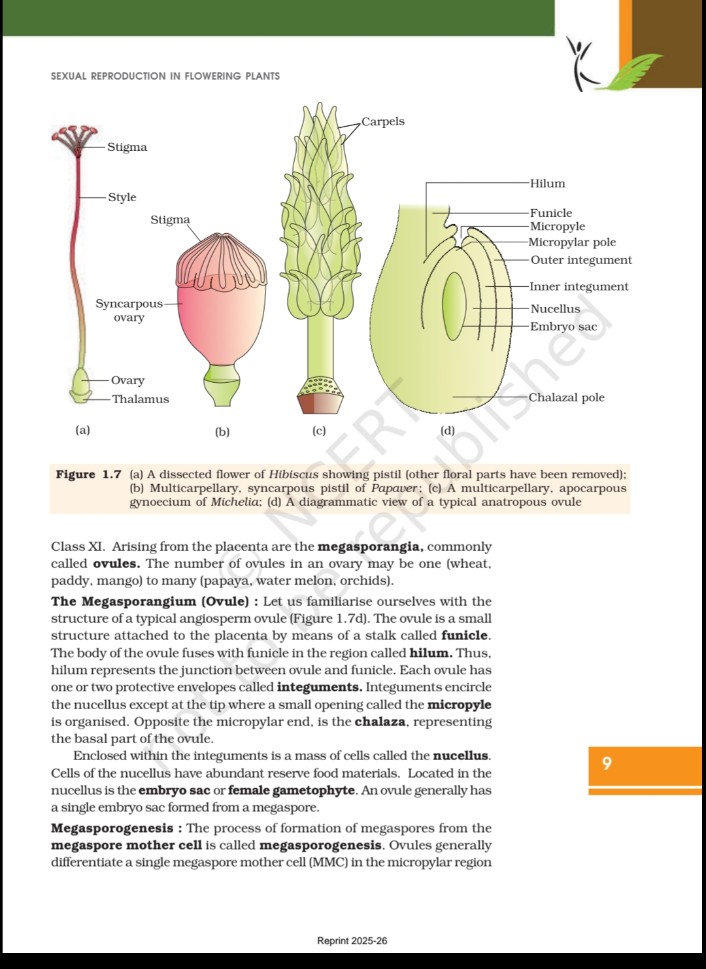 SEXUAL REPRODUCTION IN FLOWERING PLANTS
Carpels
Stigma
Style
Stigma
Syncarpous
ovary
Ovary
Thalamus
Hilum
Funicle
Micropyle
Micropylar pole
Outer integument
Inner integument
Nucellus
Embryo sac
Chalazal pole
(a)
(b)
(c)
(d)
Figure 1.7 (a) A dissected flower of Hibiscus showing pistil (other floral parts have been removed);
(b) Multicarpellary, syncarpous pistil of Papaver; (c) A multicarpellary, apocarpous
gynoecium of Michelia; (d) A diagrammatic view of a typical anatropous ovule
Class XI. Arising from the placenta are the megasporangia, commonly
called ovules. The number of ovules in an ovary may be one (wheat,
paddy, mango) to many (papaya, water melon, orchids).
The Megasporangium (Ovule) : Let us familiarise ourselves with the
structure of a typical angiosperm ovule (Figure 1.7d). The ovule is a small
structure attached to the placenta by means of a stalk called funicle.
The body of the ovule fuses with funicle in the region called hilum. Thus,
hilum represents the junction between ovule and funicle. Each ovule has
one or two protective envelopes called integuments. Integuments encircle
the nucellus except at the tip where a small opening called the micropyle
is organised. Opposite the micropylar end, is the chalaza, representing
the basal part of the ovule.
Enclosed within the integuments is a mass of cells called the nucellus.
Cells of the nucellus have abundant reserve food materials. Located in the
nucellus is the embryo sac or female gametophyte. An ovule generally has
a single embryo sac formed from a megaspore.
Megasporogenesis : The process of formation of megaspores from the
megaspore mother cell is called megasporogenesis. Ovules generally
differentiate a single megaspore mother cell (MMC) in the micropylar region
9
© NCERT
not to be republished
Reprint 2025-26